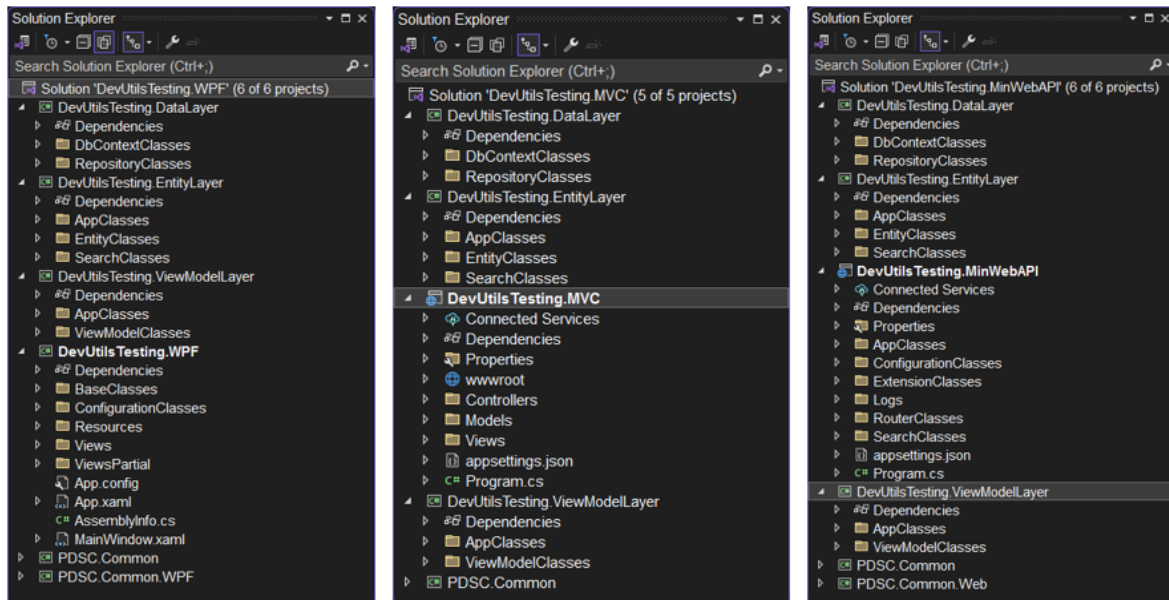 Solution Explorer
Search Solution Explorer (Ctrl+;)
Solution 'DevUtilsTesting.WPF' (6 of 6 projects)
DevUtilsTesting.DataLayer
Dependencies
DbContextClasses
RepositoryClasses
DevUtilsTesting.EntityLayer
Dependencies
AppClasses
EntityClasses
SearchClasses
DevUtilsTesting.ViewModelLayer
Dependencies
AppClasses
ViewModelClasses
DevUtilsTesting.WPF
Dependencies
BaseClasses
ConfigurationClasses
Resources
Views
ViewsPartial
App.config
App.xaml
C# AssemblyInfo.cs
MainWindow.xaml
PDSC.Common
PDSC.Common.WPF
Solution Explorer
Search Solution Explorer (Ctrl+;)
Solution 'DevUtilsTesting.MVC' (5 of 5 projects)
DevUtilsTesting.DataLayer
Dependencies
DbContextClasses
RepositoryClasses
DevUtilsTesting.EntityLayer
Dependencies
AppClasses
EntityClasses
SearchClasses
DevUtilsTesting.MVC
Connected Services
Dependencies
Properties
wwwroot
Controllers
Models
Views
appsettings.json
C# Program.cs
DevUtilsTesting.ViewModelLayer
Dependencies
AppClasses
ViewModelClasses
PDSC.Common
Solution Explorer
Search Solution Explorer (Ctrl+;)
Solution 'DevUtilsTesting.MinWebAPI' (6 of 6 projects)
DevUtilsTesting.DataLayer
Dependencies
DbContextClasses
RepositoryClasses
DevUtilsTesting.EntityLayer
Dependencies
AppClasses
EntityClasses
SearchClasses
DevUtilsTesting.MinWebAPI
Connected Services
Dependencies
Properties
AppClasses
ConfigurationClasses
ExtensionClasses
Logs
RouterClasses
SearchClasses
appsettings.json
C# Program.cs
DevUtilsTesting.ViewModelLayer
Dependencies
AppClasses
ViewModelClasses
PDSC.Common
PDSC.Common.Web